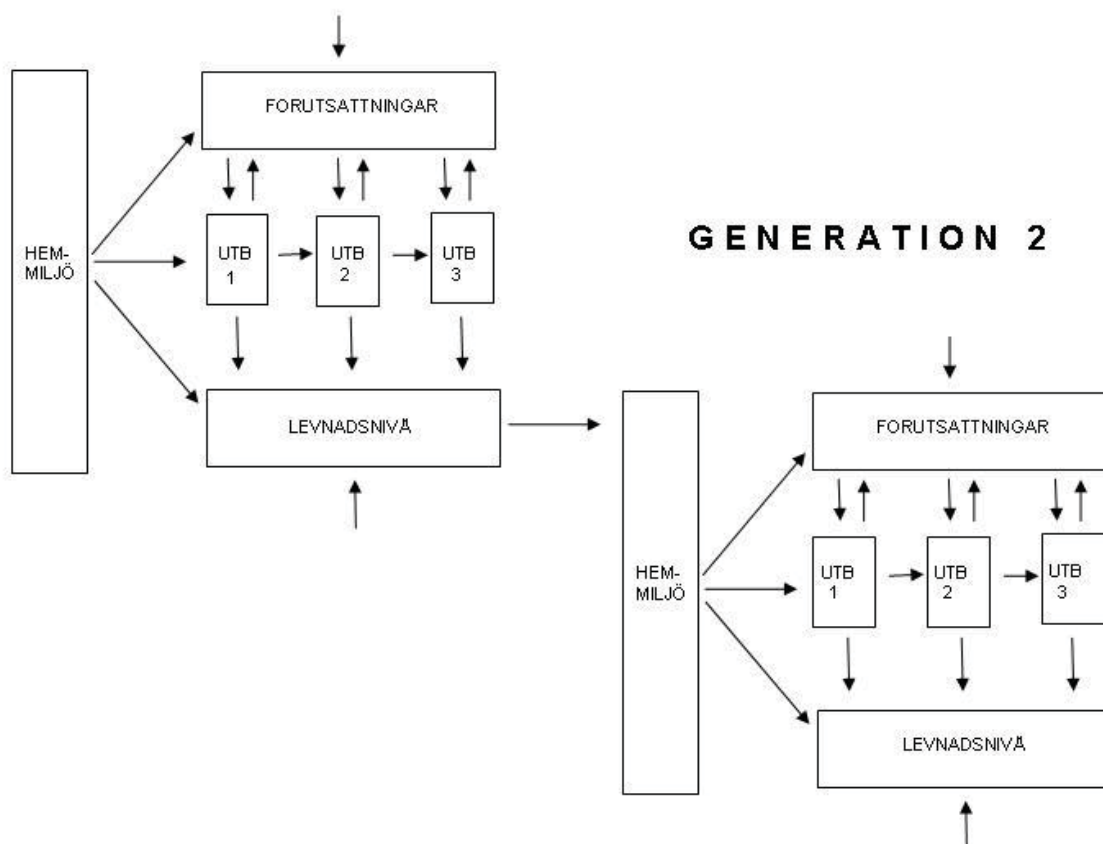 FORUTSATTNINGAR
HEM-
MILJÖ
UTB
1
UTB
2
UTB
3
LEVNADSNIVÅ
GENERATION 2
FORUTSATTNINGAR
HEM-
MILJÖ
UTB
1
UTB
2
UTB
3
LEVNADSNIVÅ